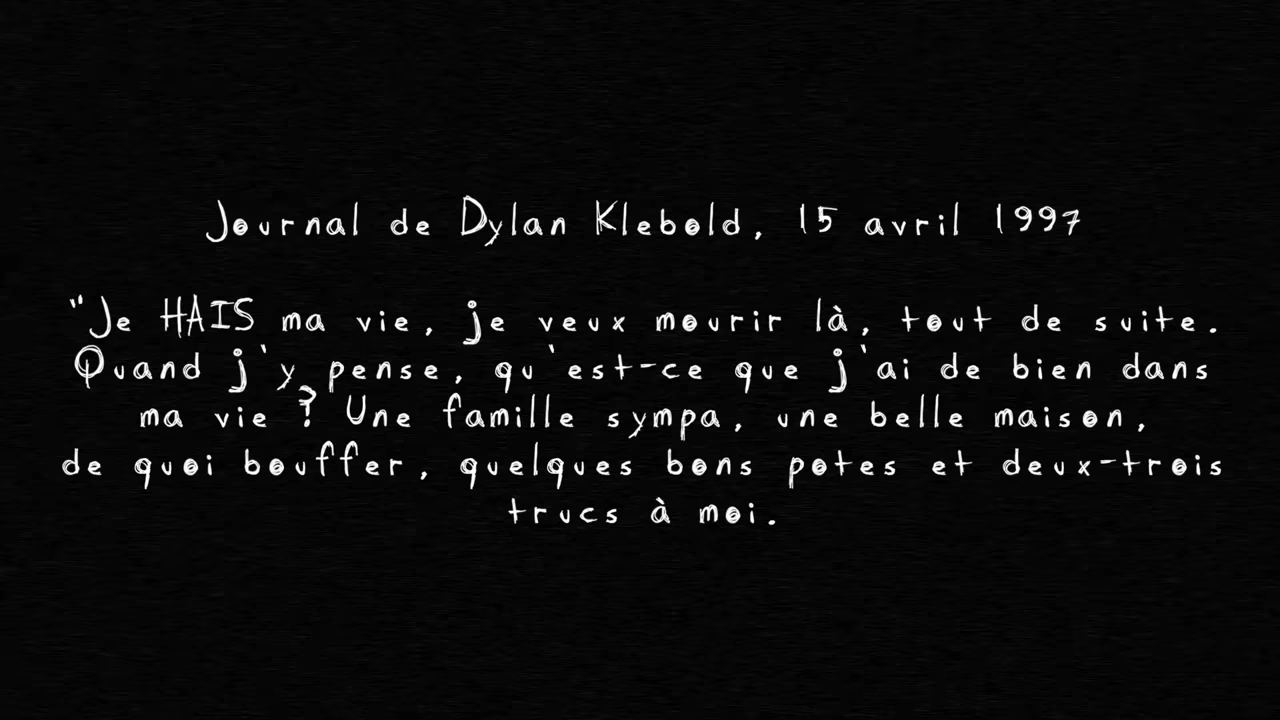 Journal de Dylan Klebold, 15 avril 1997
"Je HAIS ma vie, je veux mourir là, tout de suite.
Quand j'y pense, qu'est-ce que j'ai de bien dans
ma vie ? Une famille sympa, une belle maison,
de quoi bouffer, quelques bons potes et deux-trois
trucs à moi.